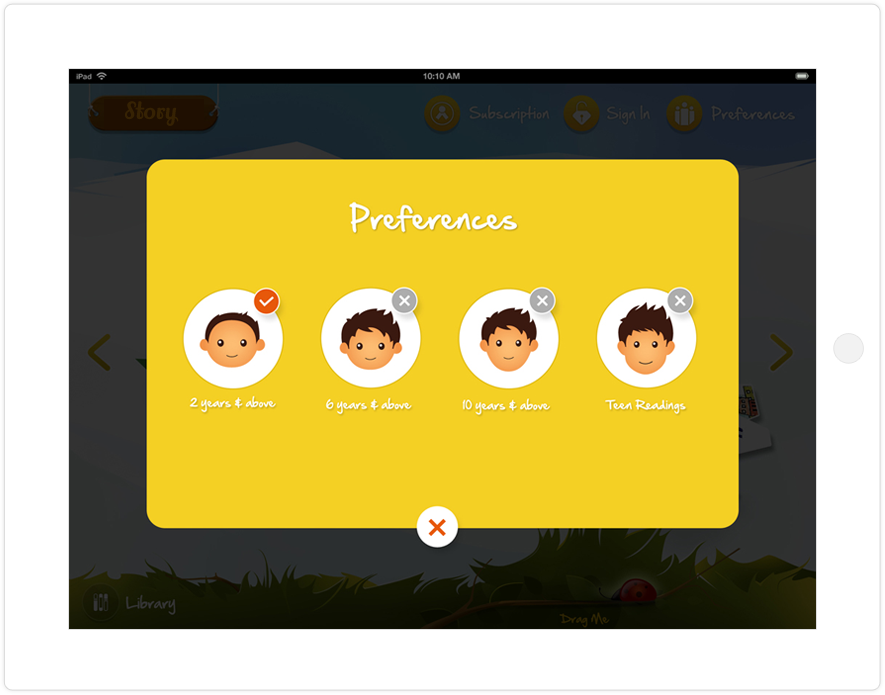 iPad
10:10 AM
Story
Subscription
Sign In
Preferences
Preferences
2 years & above
6 years & above
10 years & above
Teen Readings
Library
Drag Me